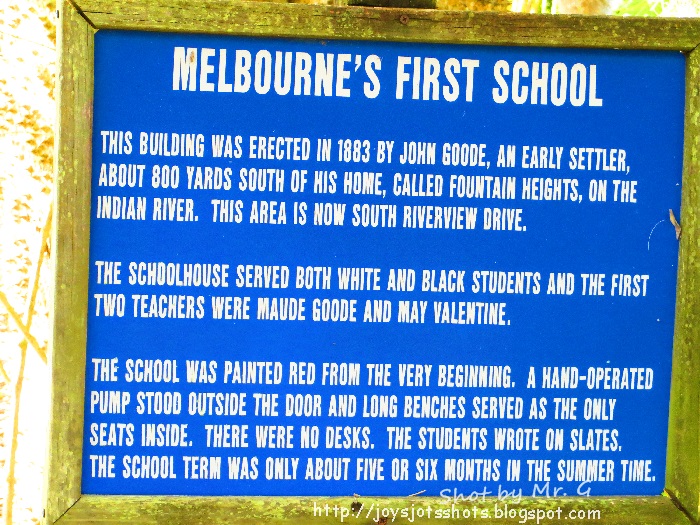 MELBOURNE'S FIRST SCHOOL
THIS BUILDING WAS ERECTED IN 1883 BY JOHN GOODE, AN EARLY SETTLER,
ABOUT 800 YARDS SOUTH OF HIS HOME, CALLED FOUNTAIN HEIGHTS, ON THE
INDIAN RIVER. THIS AREA IS NOW SOUTH RIVERVIEW DRIVE.
THE SCHOOLHOUSE SERVED BOTH WHITE AND BLACK STUDENTS AND THE FIRST
TWO TEACHERS WERE MAUDE GOODE AND MAY VALENTINE.
THE SCHOOL WAS PAINTED RED FROM THE VERY BEGINNING. A HAND-OPERATED
PUMP STOOD OUTSIDE THE DOOR AND LONG BENCHES SERVED AS THE ONLY
SEATS INSIDE. THERE WERE NO DESKS. THE STUDENTS WROTE ON SLATES.
THE SCHOOL TERM WAS ONLY ABOUT FIVE OR SIX MONTHS IN THE SUMMER TIME.
Shot by Mr. G
http://joysjotsshots.blogspot.com